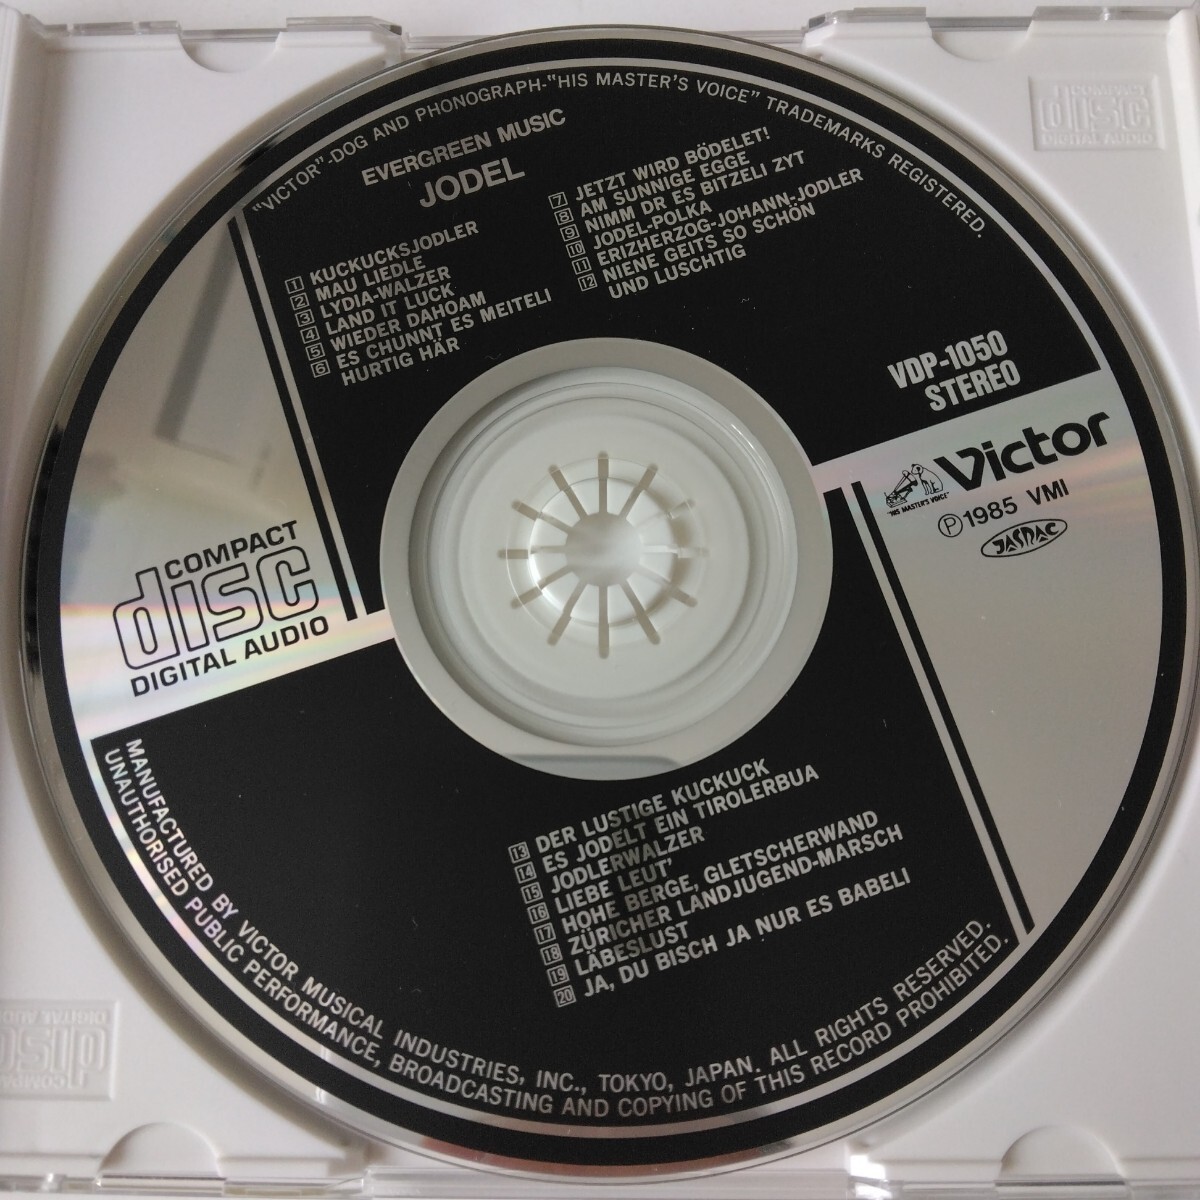 "VICTOR"-DOG AND PHONOGRAPH-"HIS MASTER'S VOICE" TRADEMARKS REGISTERED.
EVERGREEN MUSIC
JODEL
1 KUCKUCKSJODLER
2 MAU LIEDLE
3 LYDIA-WALZER
4 LAND IT LUCK
5 WIEDER DAHOAM
6 ES CHUNNT ES MEITELI
HURTIG HÄR
7 JETZT WIRD BÖDELET!
8 AM SUNNIGE EGGE
9 NIMM DR ES BITZELI ZYT
10 JODEL-POLKA
11 ERIZHERZOG-JOHANN-JODLER
12 NIENE GEITS SO SCHÖN
UND LUSCHTIG
VDP-1050
STEREO
Victor
"HIS MASTER'S VOICE"
Ⓟ1985 VMI
JASRAC
COMPACT
disc
DIGITAL AUDIO
13 DER LUSTIGE KUCKUCK
14 ES JODELT EIN TIROLERBUA
15 JODLERWALZER
16 LIEBE LEUT'
17 HOHE BERGE, GLETSCHERWAND
18 ZÜRICHER LANDJUGEND-MARSCH
19 LÄBESLUST
20 JA, DU BISCH JA NUR ES BABELI
MANUFACTURED BY VICTOR MUSICAL INDUSTRIES, INC., TOKYO, JAPAN. ALL RIGHTS RESERVED.
UNAUTHORISED PUBLIC PERFORMANCE, BROADCASTING AND COPYING OF THIS RECORD PROHIBITED.
COMPACT
disc
DIGITAL AUDIO
COMPACT
disc
DIGITAL AUDIO